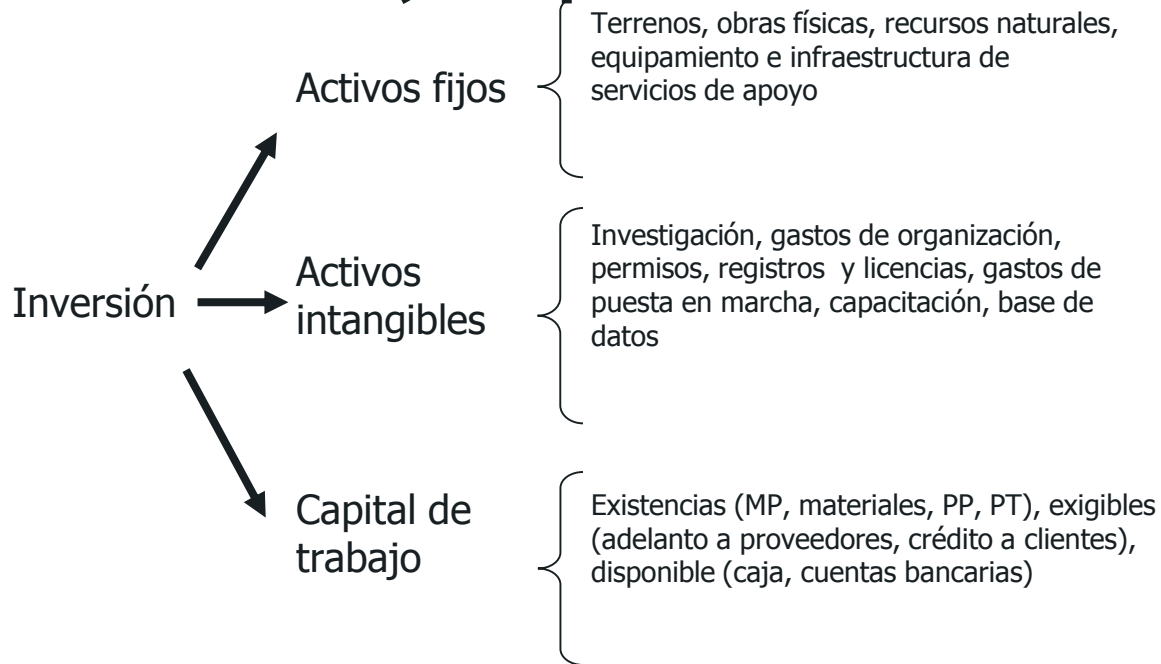 Terrenos, obras físicas, recursos naturales,
equipamiento e infraestructura de
servicios de apoyo
Activos fijos
Investigación, gastos de organización,
permisos, registros y licencias, gastos de
puesta en marcha, capacitación, base de
datos
Activos
intangibles
Inversión
Existencias (MP, materiales, PP, PT), exigibles
(adelanto a proveedores, crédito a clientes),
disponible (caja, cuentas bancarias)
Capital de
trabajo